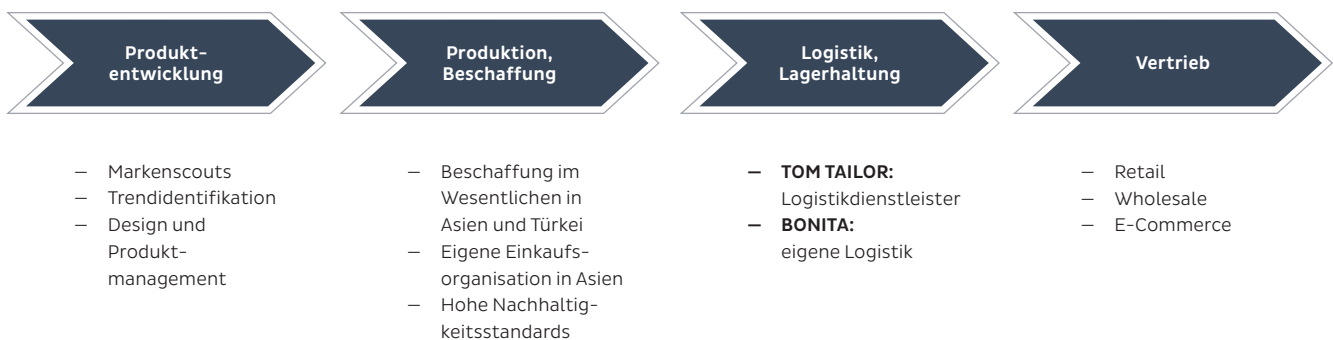 Produkt-
entwicklung
Produktion,
Beschaffung
Logistik,
Lagerhaltung
Vertrieb
– Markenscouts
– Trendidentifikation
– Design und
Produkt-
management
– Beschaffung im
Wesentlichen in
Asien und Türkei
– Eigene Einkaufs-
organisation in Asien
– Hohe Nachhaltig-
keitsstandards
– TOM TAILOR:
Logistikdienstleister
– BONITA:
eigene Logistik
– Retail
– Wholesale
– E-Commerce